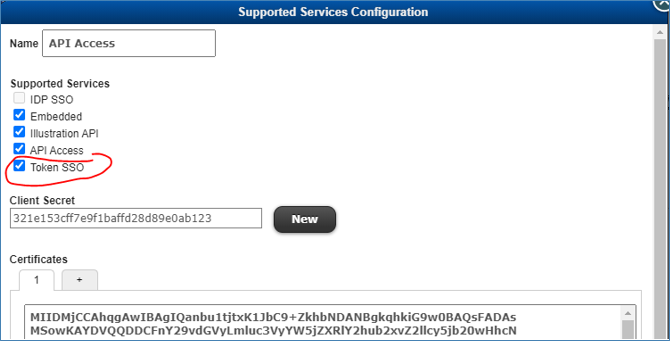 Supported Services Configuration
Name API Access
Supported Services
IDP SSO
Embedded
Illustration API
API Access
Token SSO
Client Secret
321e153cff7e9f1baffd28d89e0ab123 New
Certificates
1 +
MIIDMjCCAhqgAwIBAgIQanbu1tjtxK1JbC9+ZkhbNDANBgkqhkiG9w0BAQsFADAs
MSowKAYDVQQDDCFnY29vdGVyLmluc3VyYW5jZXRlY2hub2xvZ2llcy5jb20wHhcN